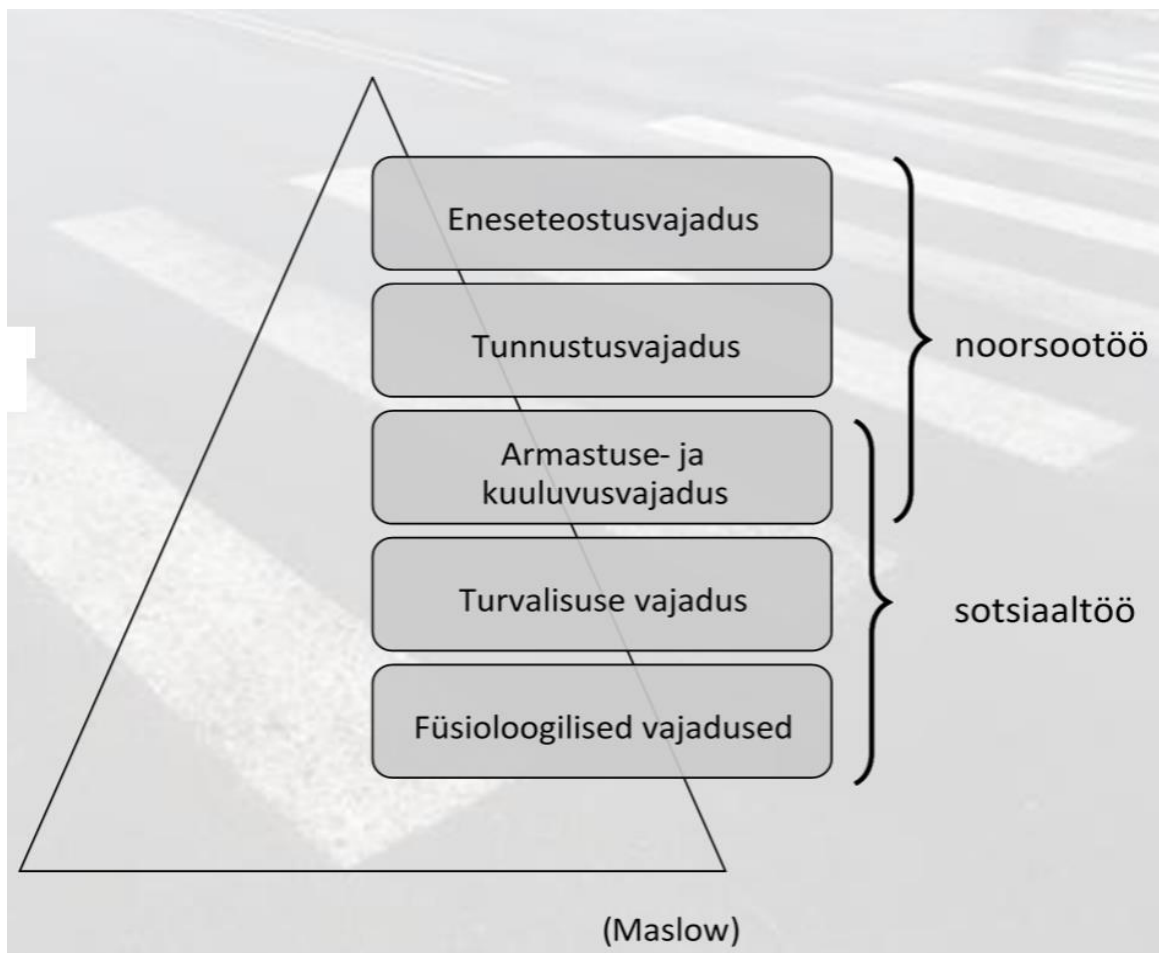 Eneseteostusvajadus
Tunnustusvajadus
noorsootöö
Armastuse- ja
kuuluvusvajadus
Turvalisuse vajadus
sotsiaaltöö
Füsioloogilised vajadused
(Maslow)